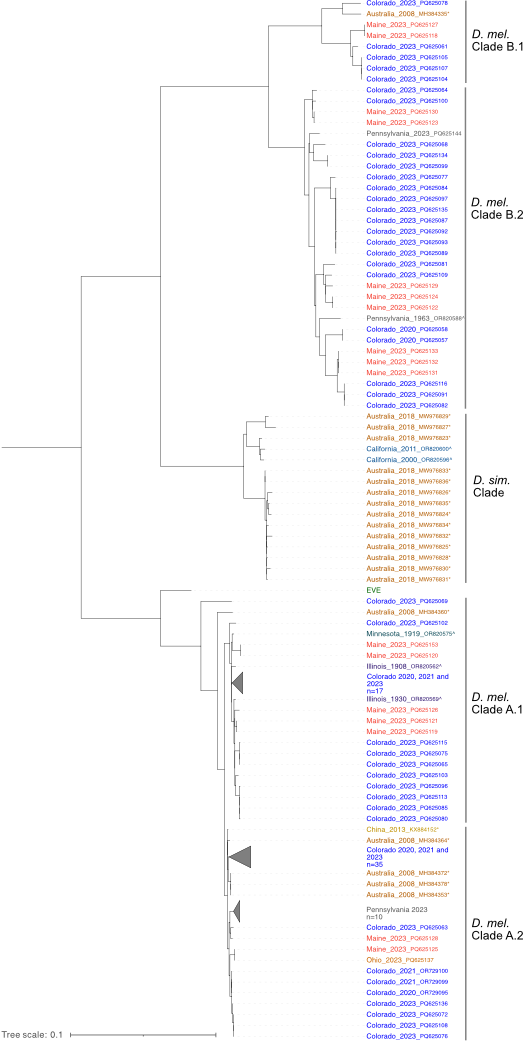 Colorado_2023_PQ625078
Australia_2008_MH384335*
Maine_2023_PQ625127
Maine_2023_PQ625118
Colorado_2023_PQ625061
Colorado_2023_PQ625105
Colorado_2023_PQ625107
Colorado_2023_PQ625104
D. mel.
Clade B.1
Colorado_2023_PQ625064
Colorado_2023_PQ625100
Maine_2023_PQ625130
Maine_2023_PQ625123
Pennsylvania_2023_PQ625144
Colorado_2023_PQ625068
Colorado_2023_PQ625134
Colorado_2023_PQ625099
Colorado_2023_PQ625077
Colorado_2023_PQ625084
Colorado_2023_PQ625097
Colorado_2023_PQ625135
Colorado_2023_PQ625087
Colorado_2023_PQ625092
Colorado_2023_PQ625093
Colorado_2023_PQ625089
Colorado_2023_PQ625081
Colorado_2023_PQ625109
Maine_2023_PQ625129
Maine_2023_PQ625124
Maine_2023_PQ625122
Pennsylvania_1963_OR820588^
Colorado_2020_PQ625058
Colorado_2020_PQ625057
Maine_2023_PQ625133
Maine_2023_PQ625132
Maine_2023_PQ625131
Colorado_2023_PQ625116
Colorado_2023_PQ625091
Colorado_2023_PQ625082
D. mel.
Clade B.2
Australia_2018_MW976829*
Australia_2018_MW976827*
Australia_2018_MW976823*
California_2011_OR820600^
California_2000_OR820596^
Australia_2018_MW976833*
Australia_2018_MW976836*
Australia_2018_MW976826*
Australia_2018_MW976835*
Australia_2018_MW976824*
Australia_2018_MW976834*
Australia_2018_MW976832*
Australia_2018_MW976825*
Australia_2018_MW976828*
Australia_2018_MW976830*
Australia_2018_MW976831*
D. sim.
Clade
EVE
Colorado_2023_PQ625069
Australia_2008_MH384380*
Colorado_2023_PQ625102
Minnesota_1919_OR820575^
Maine_2023_PQ625153
Maine_2023_PQ625120
Illinois_1908_OR820562^
Colorado 2020, 2021 and
2023
n=17
Illinois_1930_OR820569^
Maine_2023_PQ625126
Maine_2023_PQ625121
Maine_2023_PQ625119
Colorado_2023_PQ625115
Colorado_2023_PQ625075
Colorado_2023_PQ625065
Colorado_2023_PQ625103
Colorado_2023_PQ625096
Colorado_2023_PQ625113
Colorado_2023_PQ625085
Colorado_2023_PQ625080
D. mel.
Clade A.1
China_2013_KX884152*
Australia_2008_MH384364*
Colorado 2020, 2021 and
2023
n=35
Australia_2008_MH384372*
Australia_2008_MH384378*
Australia_2008_MH384353*
Pennsylvania 2023
n=10
Colorado_2023_PQ625063
Maine_2023_PQ625128
Maine_2023_PQ625125
Ohio_2023_PQ625137
Colorado_2021_OR729100
Colorado_2021_OR729099
Colorado_2020_OR729095
Colorado_2023_PQ625136
Colorado_2023_PQ625072
Colorado_2023_PQ625108
Colorado_2023_PQ625076
D. mel.
Clade A.2
Tree scale: 0.1